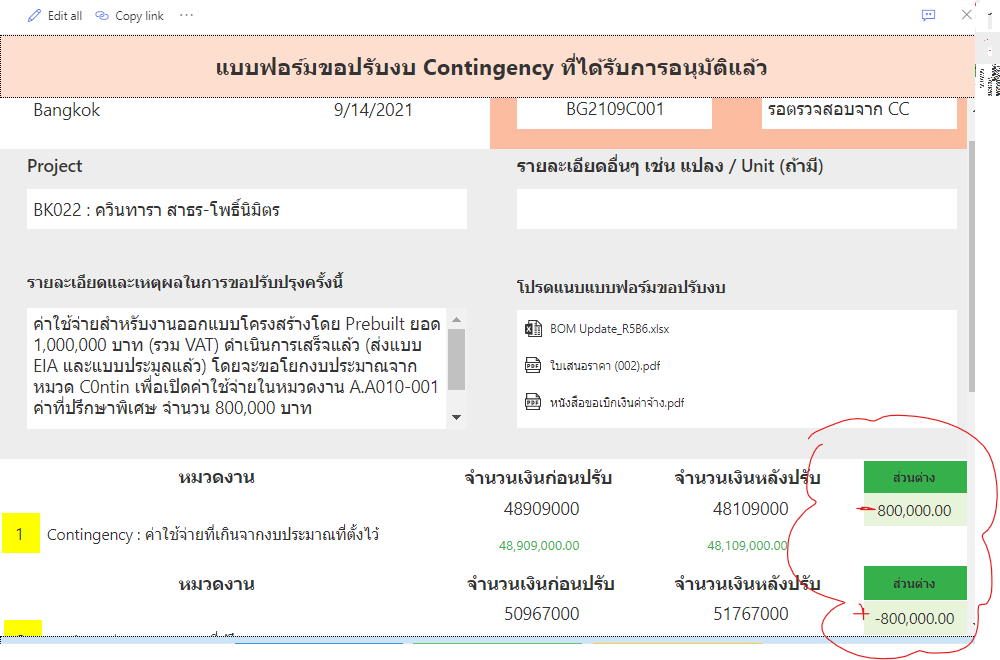 Edit all Copy link ...
แบบฟอร์มขอปรับงบ Contingency ที่ได้รับการอนุมัติแล้ว
Bangkok 9/14/2021 BG2109C001 รอตรวจสอบจาก CC
Project รายละเอียดอื่นๆ เช่น แปลง / Unit (ถ้ามี)
BK022 : ควินทารา สาธร-โพธิ์นิมิตร
รายละเอียดและเหตุผลในการขอปรับปรุงครั้งนี้
โปรดแนบแบบฟอร์มขอปรับงบ
ค่าใช้จ่ายสำหรับงานออกแบบโครงสร้างโดย Prebuilt ยอด
1,000,000 บาท (รวม VAT) ดำเนินการเสร็จแล้ว (ส่งแบบ
EIA และแบบประมูลแล้ว) โดยจะขอโยกงบประมาณจาก
หมวด C0ntin เพื่อเปิดค่าใช้จ่ายในหมวดงาน A.A010-001
ค่าที่ปรึกษาพิเศษ จำนวน 800,000 บาท
BOM Update_R5B6.xlsx
ใบเสนอราคา (002).pdf
หนังสือขอเบิกเงินค่าจ้าง.pdf
หมวดงาน จำนวนเงินก่อนปรับ จำนวนเงินหลังปรับ ส่วนต่าง
48909000 48109000 - 800,000.00
1 Contingency : ค่าใช้จ่ายที่เกินจากงบประมาณที่ตั้งไว้
48,909,000.00 48,109,000.00
หมวดงาน จำนวนเงินก่อนปรับ จำนวนเงินหลังปรับ ส่วนต่าง
50967000 51767000 + -800,000.00